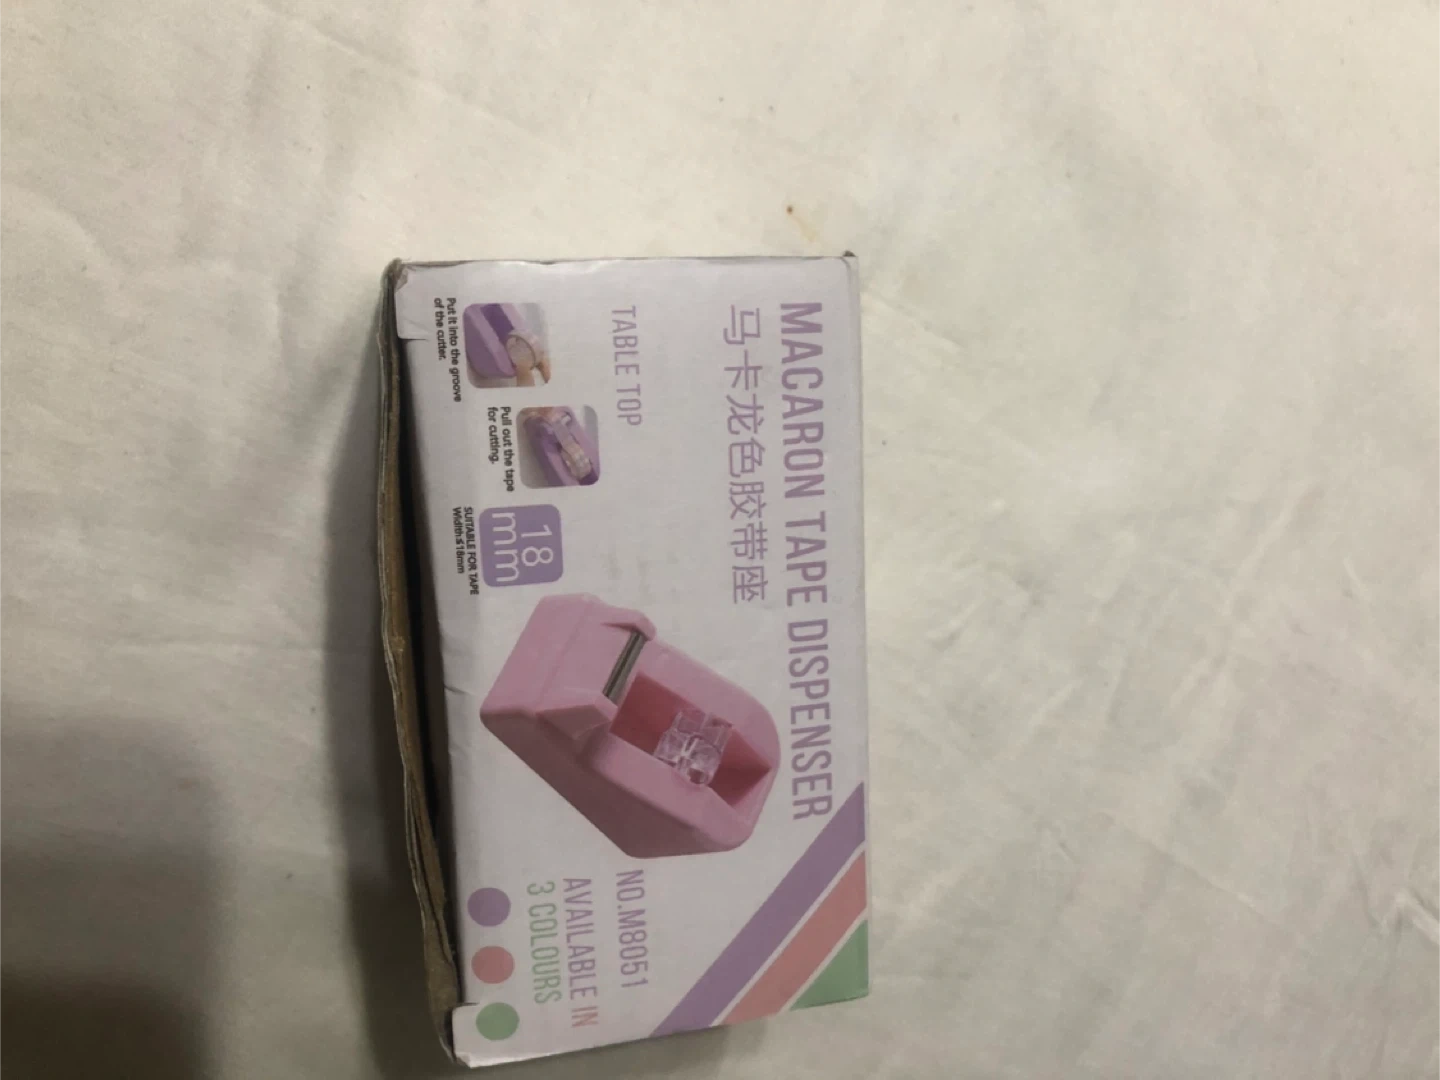 MACARON TAPE DISPENSER
马卡龙色胶带座
TABLE TOP
NO.M8051
AVAILABLE IN
3 COLOURS
Put it into the groove
of the cutter.
Pull out the tape
for cutting.
18
mm
SUITABLE FOR TAPE
Width≤18mm